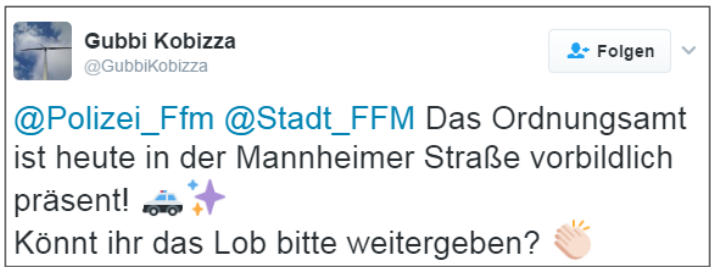 Gubbi Kobizza
@GubbiKobizza
Folgen
@Polizei_Ffm @Stadt_FFM Das Ordnungsamt
ist heute in der Mannheimer Straße vorbildlich
präsent! 🚓✨
Könnt ihr das Lob bitte weitergeben? 👏🏻